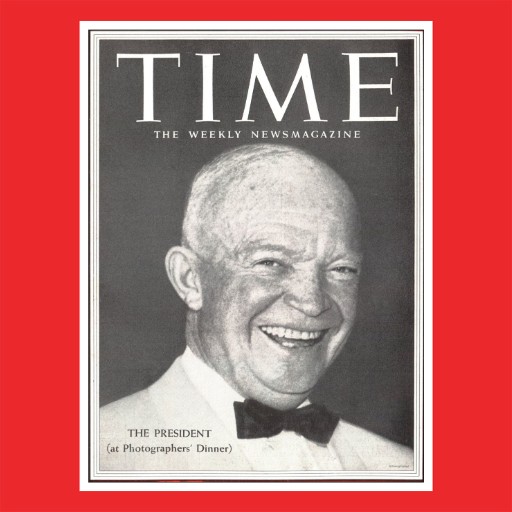 TIME
THE WEEKLY NEWSMAGAZINE
THE PRESIDENT
(at Photographers' Dinner)